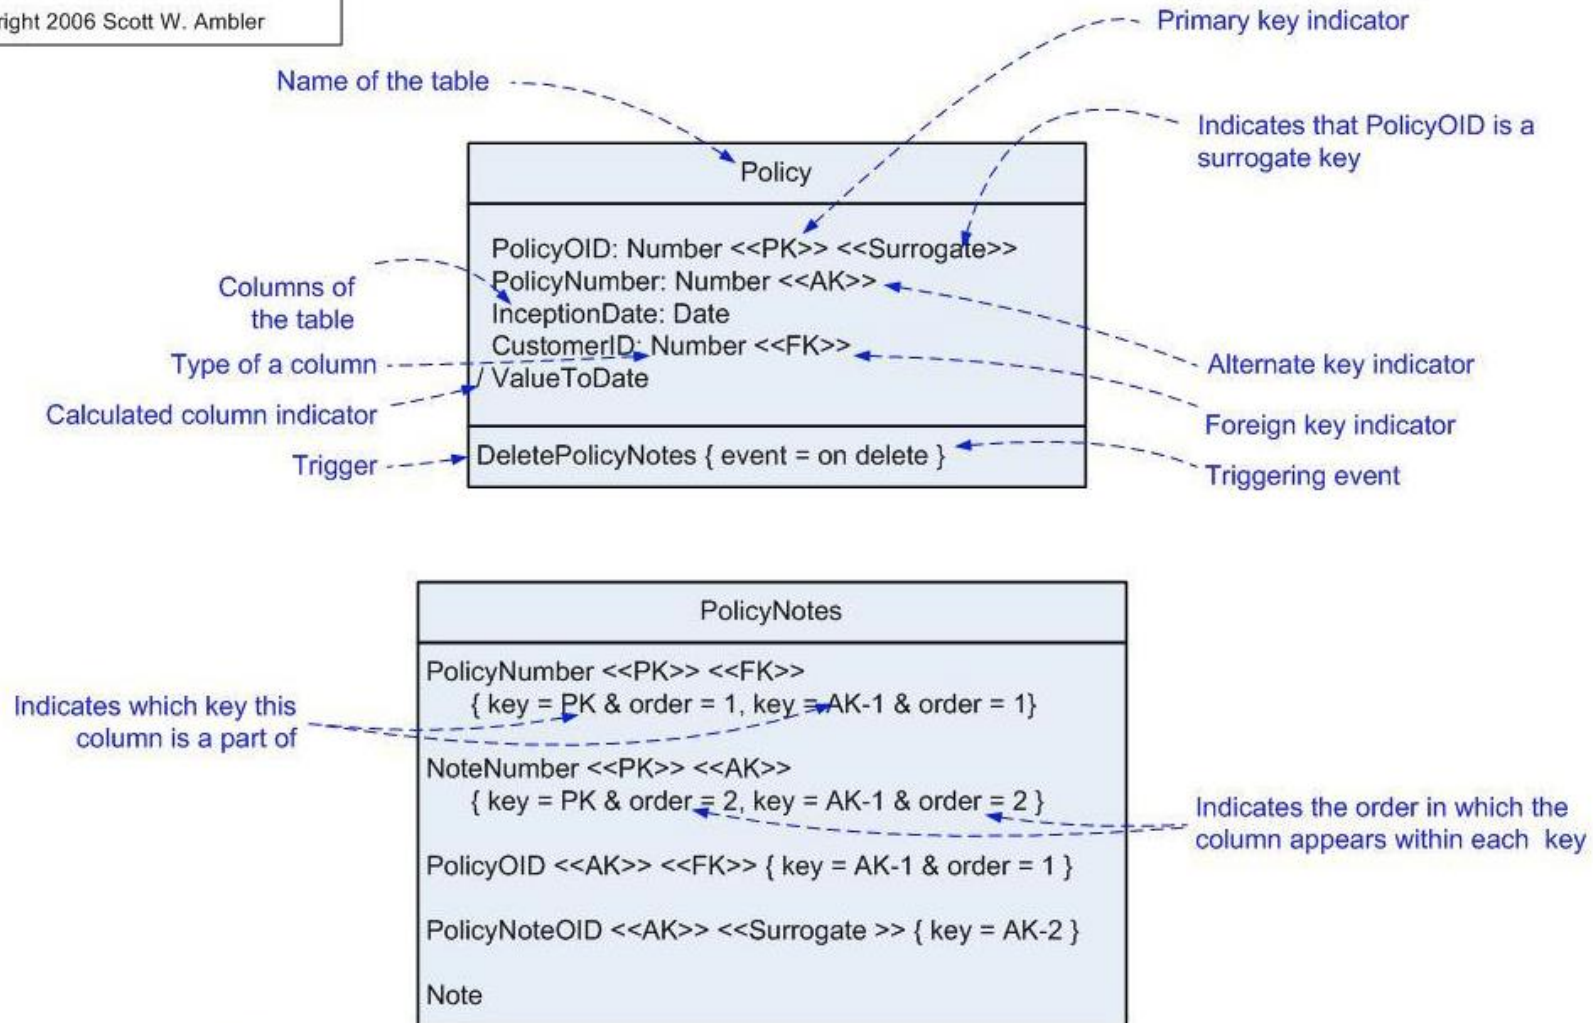 right 2006 Scott W. Ambler
Primary key indicator
Name of the table
Indicates that PolicyOID is a
surrogate key
Policy
PolicyOID: Number <<PK>> <<Surrogate>>
PolicyNumber: Number <<AK>>
InceptionDate: Date
CustomerID: Number <<FK>>
/ ValueToDate
Columns of
the table
Type of a column
Calculated column indicator
Trigger
Alternate key indicator
Foreign key indicator
Triggering event
DeletePolicyNotes { event = on delete }
PolicyNotes
PolicyNumber <<PK>> <<FK>>
{ key = PK & order = 1, key = AK-1 & order = 1}
Indicates which key this
column is a part of
NoteNumber <<PK>> <<AK>>
{ key = PK & order = 2, key = AK-1 & order = 2 }
Indicates the order in which the
column appears within each key
PolicyOID <<AK>> <<FK>> { key = AK-1 & order = 1 }
PolicyNoteOID <<AK>> <<Surrogate >> { key = AK-2 }
Note